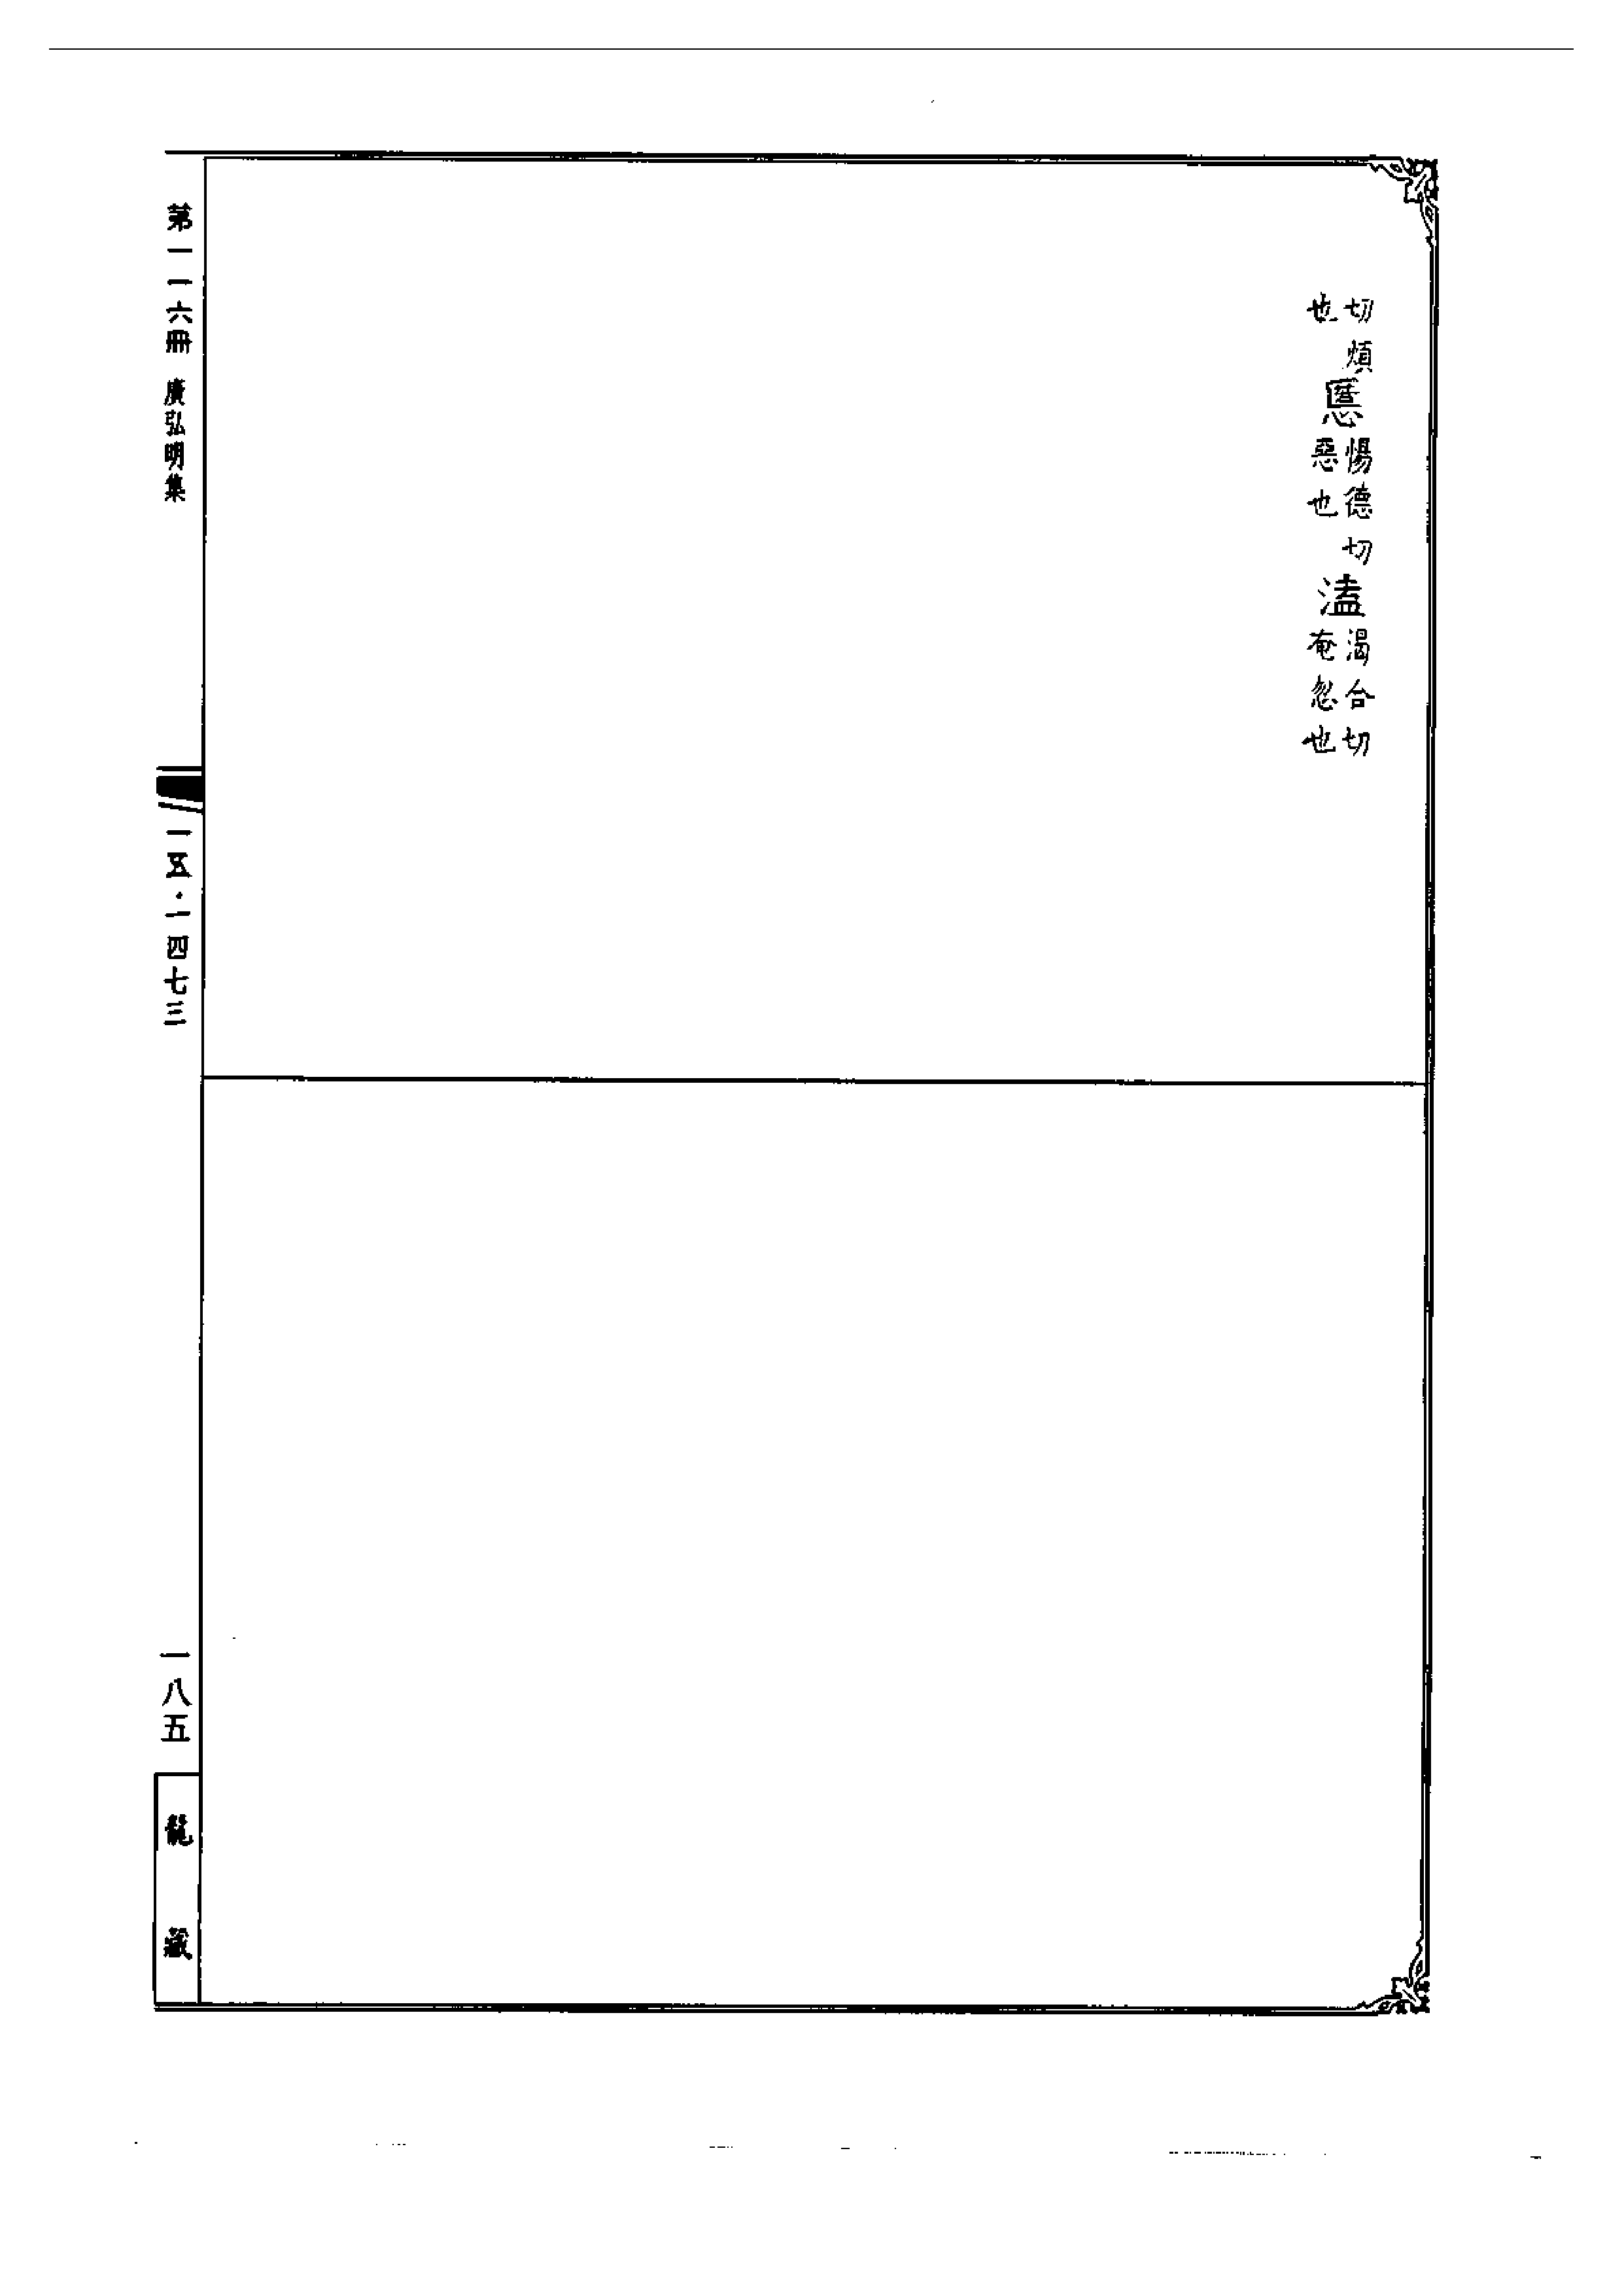 切煩也慝惕德切惡也溘渴合切奄忽也
第一一六冊 廣弘明集
一五·一四七三
一八五
龍藏